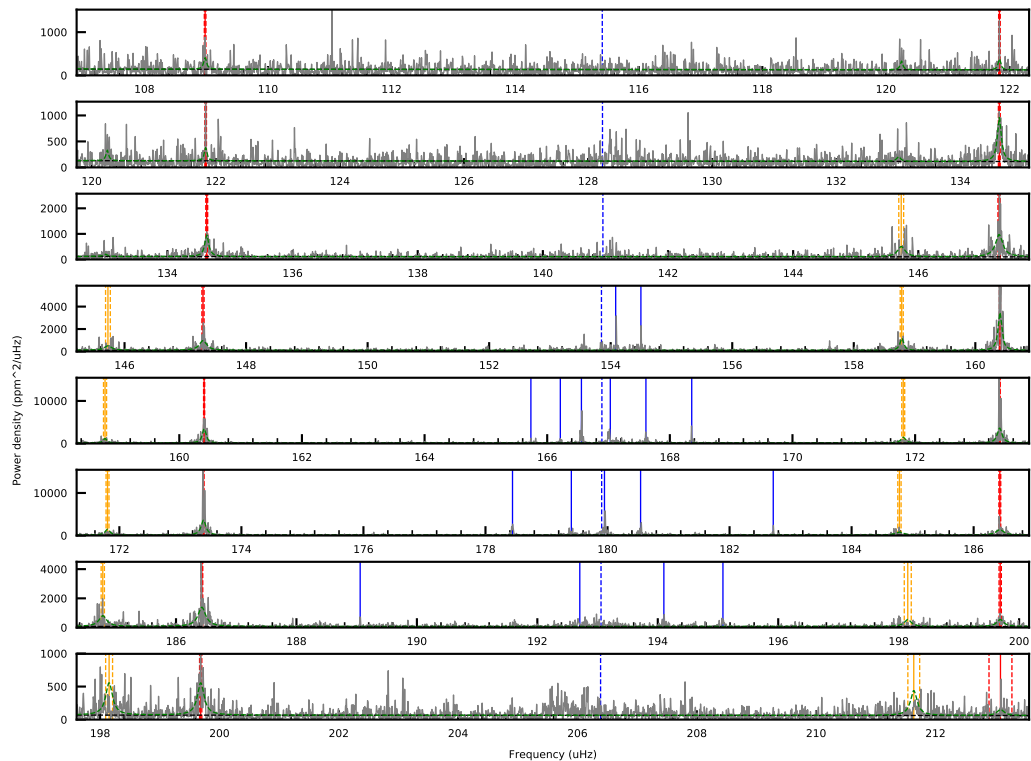 1000
0
108 110 112 114 116 118 120 122
1000
500
0
120 122 124 126 128 130 132 134
2000
1000
0
134 136 138 140 142 144 146
4000
2000
0
146 148 150 152 154 156 158 160
10000
0
160 162 164 166 168 170 172
Power density (ppm^2/uHz)
10000
0
172 174 176 178 180 182 184 186
4000
2000
0
186 188 190 192 194 196 198 200
1000
500
0
198 200 202 204 206 208 210 212
Frequency (uHz)